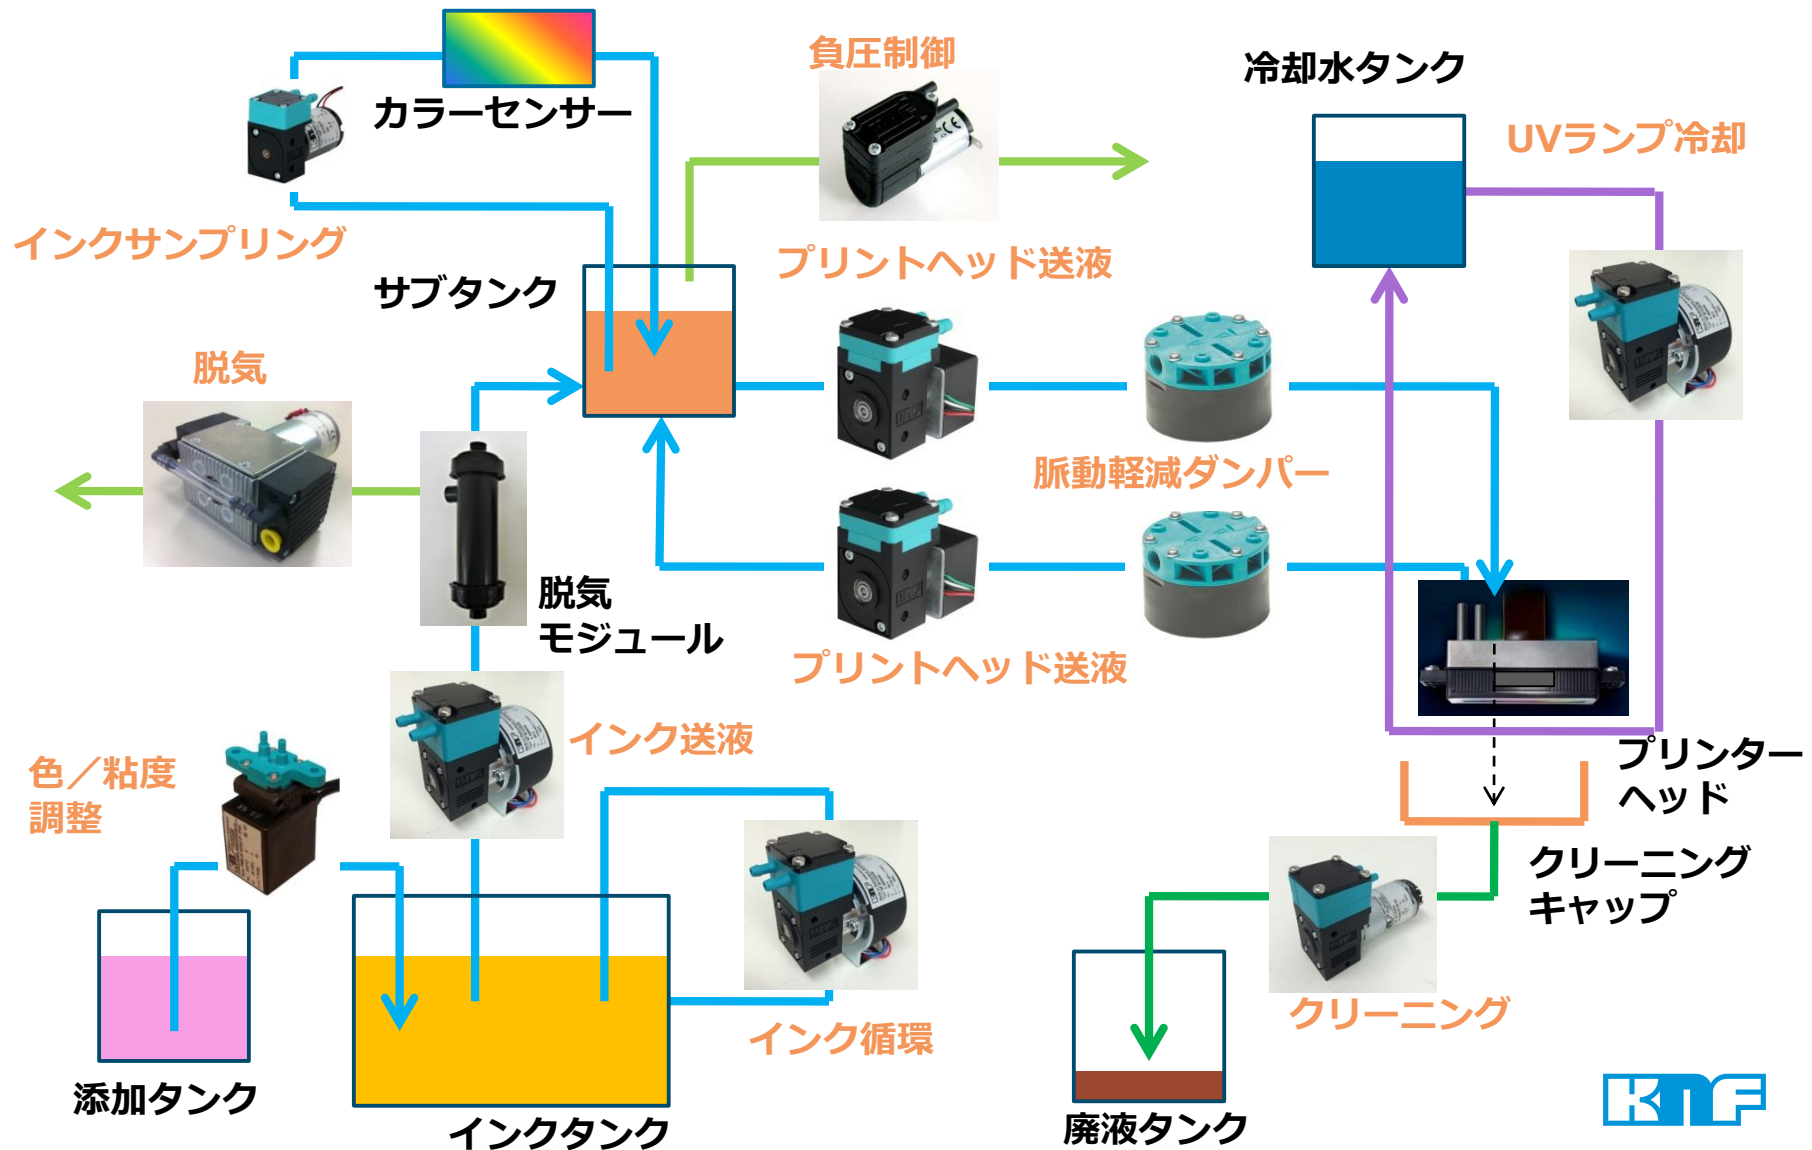 負圧制御
冷却水タンク
カラーセンサー
UVランプ冷却
インクサンプリング
プリントヘッド送液
サブタンク
脱気
脈動軽減ダンパー
脱気
モジュール
プリントヘッド送液
インク送液
色／粘度
調整
プリンター
ヘッド
クリーニング
キャップ
クリーニング
インク循環
添加タンク
インクタンク
廃液タンク
KNF